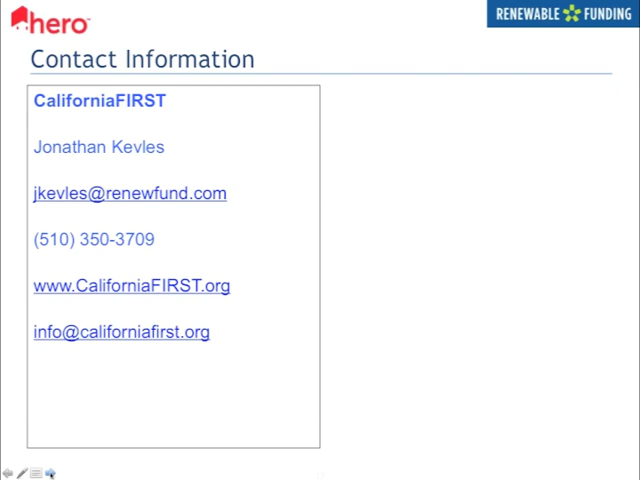 hero
RENEWABLE FUNDING
Contact Information
CaliforniaFIRST
Jonathan Kevles
jkevles@renewfund.com
(510) 350-3709
www.CaliforniaFIRST.org
info@californiafirst.org